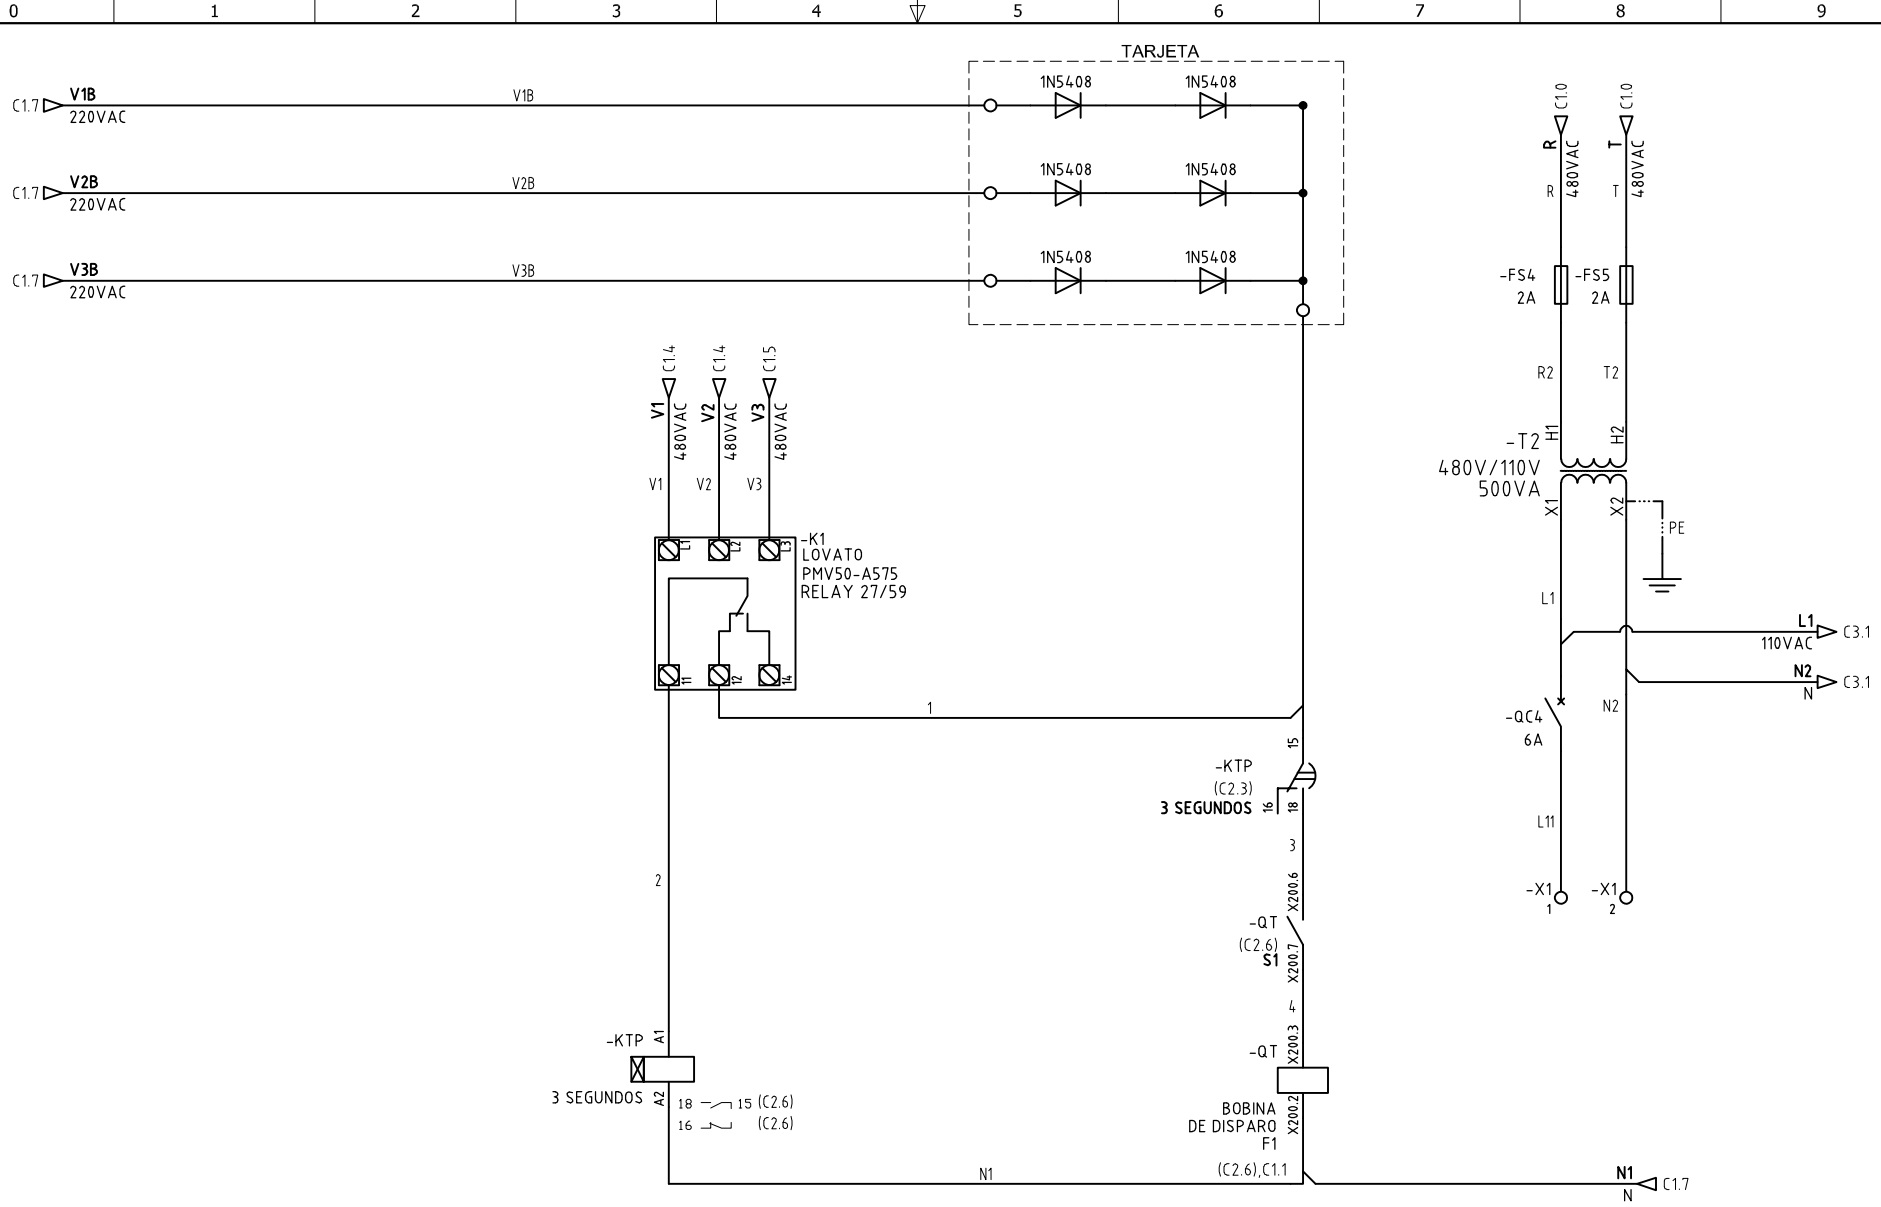 0 1 2 3 4 5 6 7 8 9
TARJETA
C1.7 V1B
220VAC
V1B
1N5408 1N5408
C1.7 V2B
220VAC
V2B
1N5408 1N5408
C1.7 V3B
220VAC
V3B
1N5408 1N5408
C1.0 C1.0
R 480VAC
T 480VAC
R T
-FS4
2A
-FS5
2A
R2 T2
H1 H2
-T2
480V/110V
500VA
X1 X2
PE
L1
L1
110VAC
C3.1
N2
N
C3.1
-QC4
6A
N2
L11
-X1
1
-X1
2
C1.4 C1.4 C1.5
V1 480VAC
V2 480VAC
V3 480VAC
V1 V2 V3
L1 L2 L3
-K1
LOVATO
PMV50-A575
RELAY 27/59
11 12 14
1
15
-KTP
(C2.3)
3 SEGUNDOS
16 18
3
2
X200.6
-QT
(C2.6)
S1
X200.7
4
X200.3
-QT
X200.2
BOBINA
DE DISPARO
F1
(C2.6),C1.1
-KTP
A1
3 SEGUNDOS
A2
18 15 (C2.6)
16 (C2.6)
N1
N1
N
C1.7